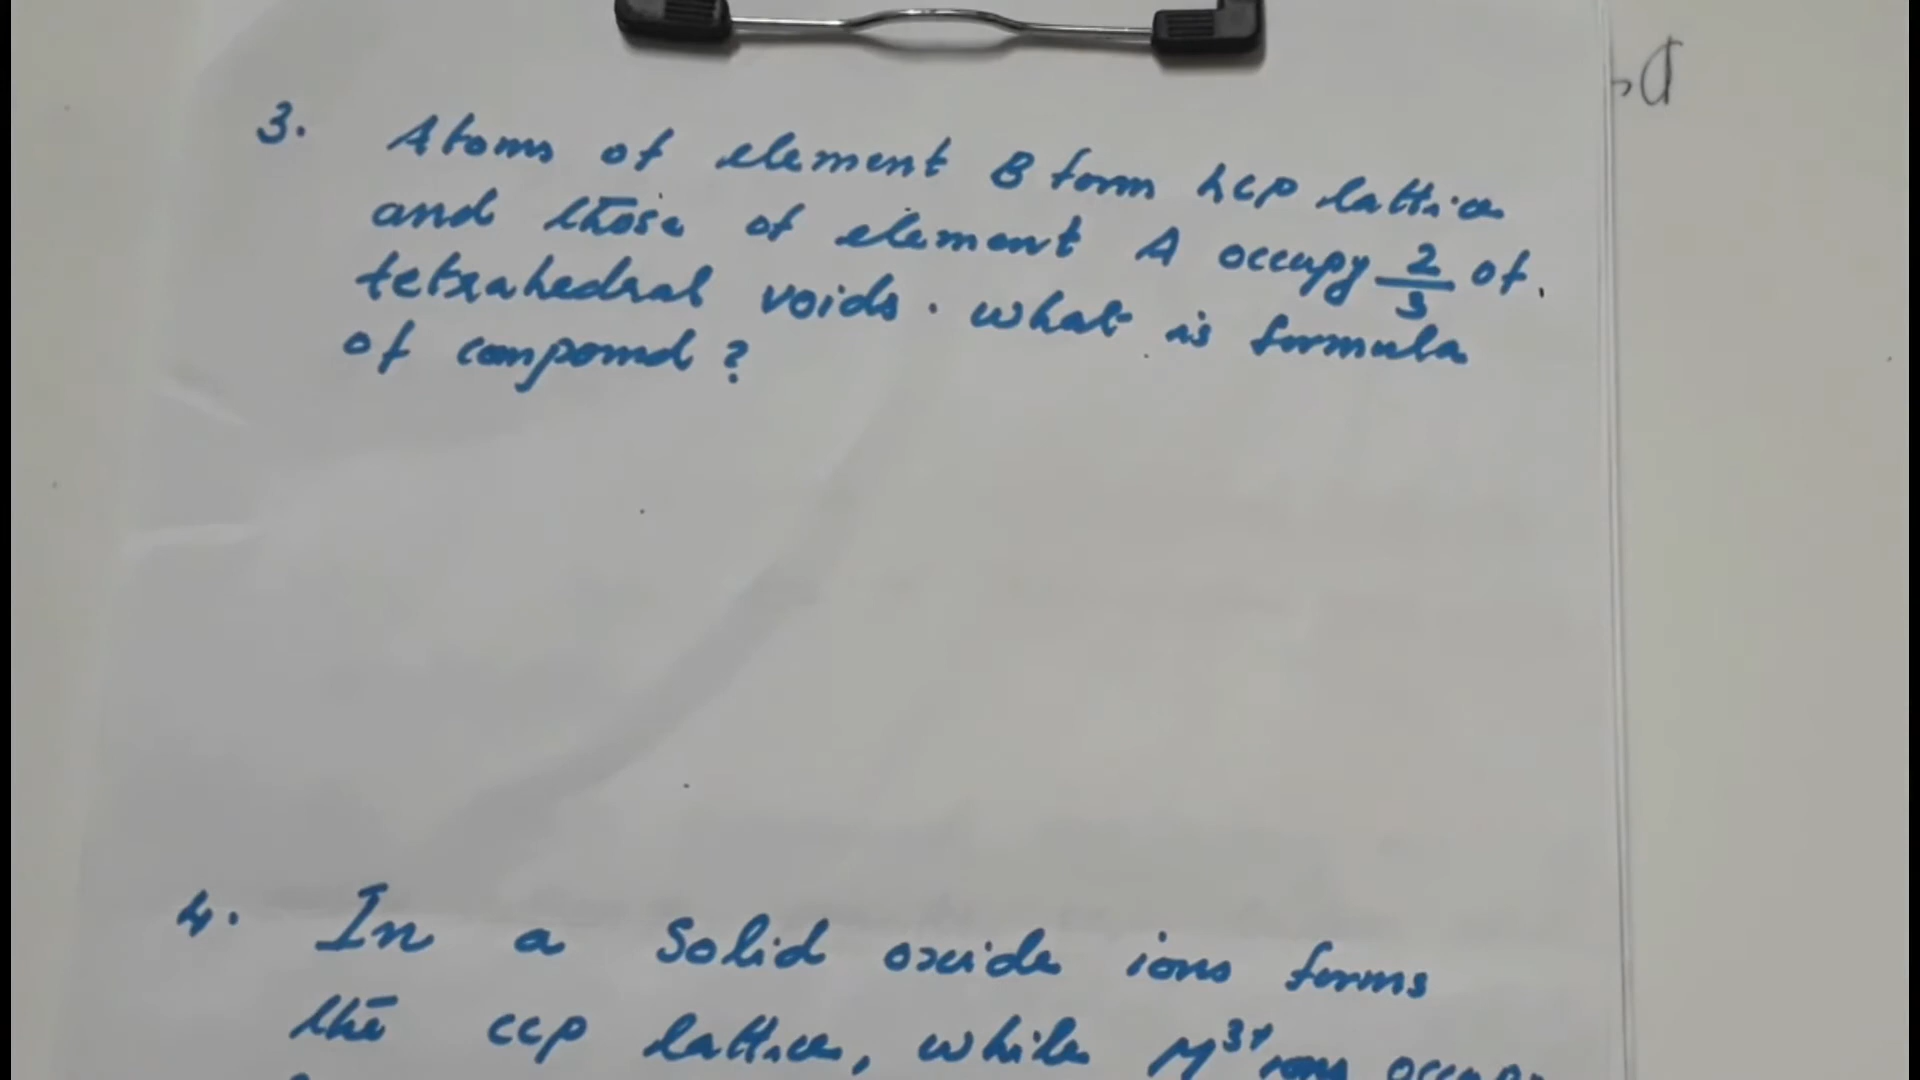 3. Atoms of element B form hcp lattice
and those of element A occupy 2/3 of
tetrahedral voids. what is formula
of compound?
4. In a solid oxide ions forms
the ccp lattice, while M³⁺ ions